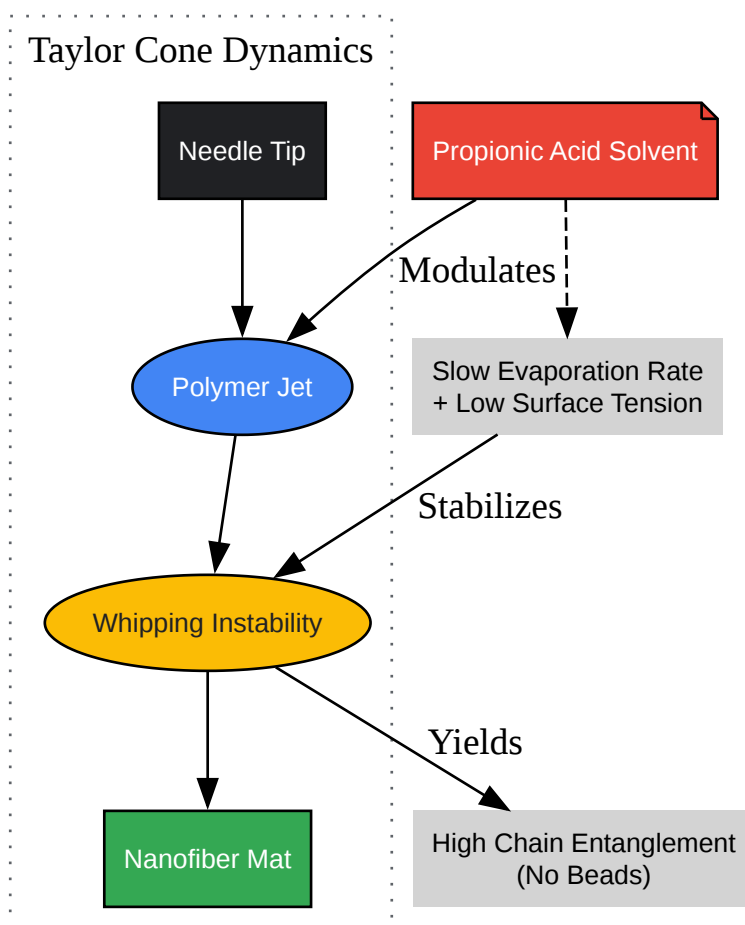 Taylor Cone Dynamics
Needle Tip
Propionic Acid Solvent
Modulates
Polymer Jet
Slow Evaporation Rate
+ Low Surface Tension
Stabilizes
Whipping Instability
Yields
Nanofiber Mat
High Chain Entanglement
(No Beads)